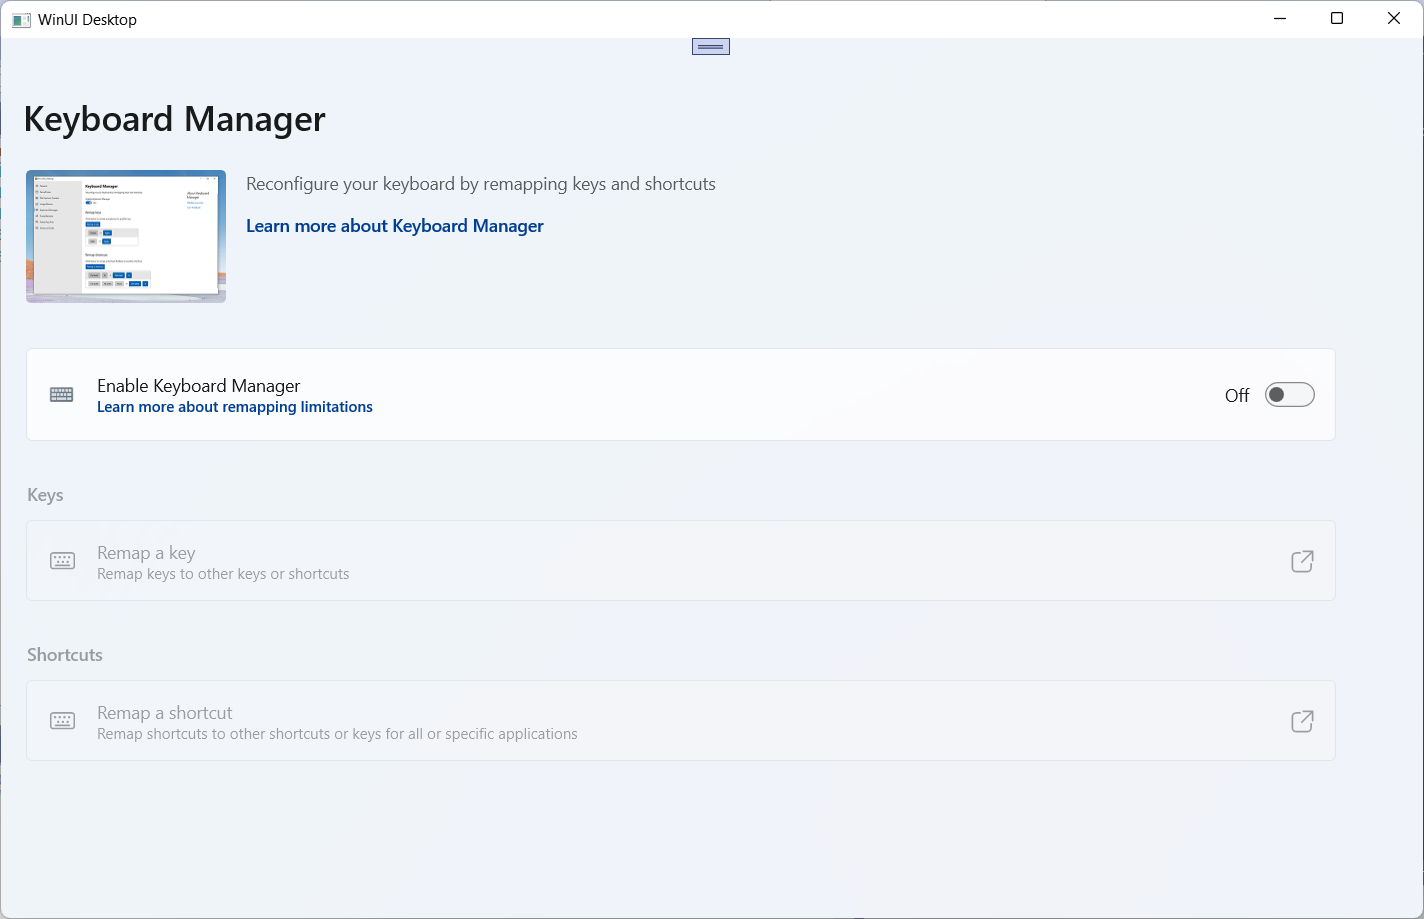 WinUI Desktop
Keyboard Manager
Reconfigure your keyboard by remapping keys and shortcuts
Learn more about Keyboard Manager
Keyboard Manager
Enable Keyboard Manager
Learn more about remapping limitations
Off
Keys
Remap a key
Remap keys to other keys or shortcuts
Shortcuts
Remap a shortcut
Remap shortcuts to other shortcuts or keys for all or specific applications